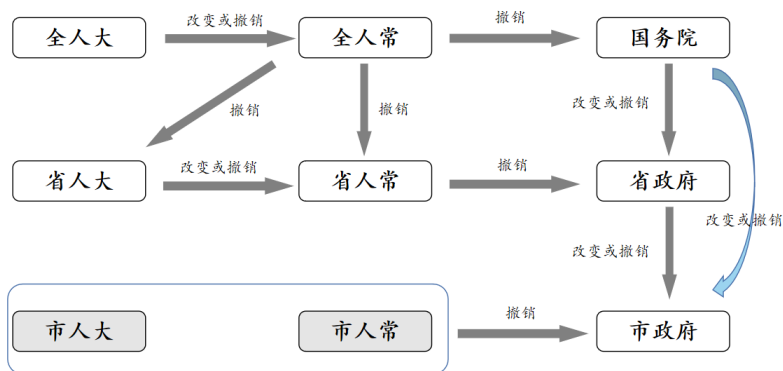 改变或撤销
撤销
全人大
全人常
国务院
撤销
撤销
改变或撤销
省人大
改变或撤销
省人常
撤销
省政府
改变或撤销
改变或撤销
市人大
市人常
撤销
市政府